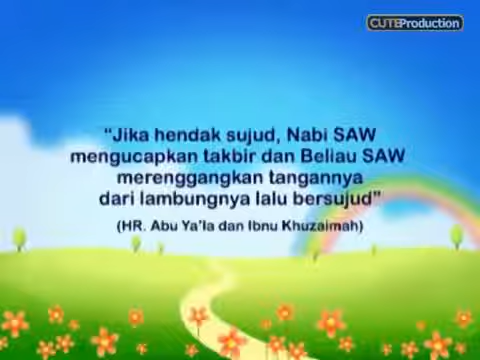 CUTEProduction
“Jika hendak sujud, Nabi SAW
mengucapkan takbir dan Beliau SAW
merenggangkan tangannya
dari lambungnya lalu bersujud”
(HR. Abu Ya’la dan Ibnu Khuzaimah)